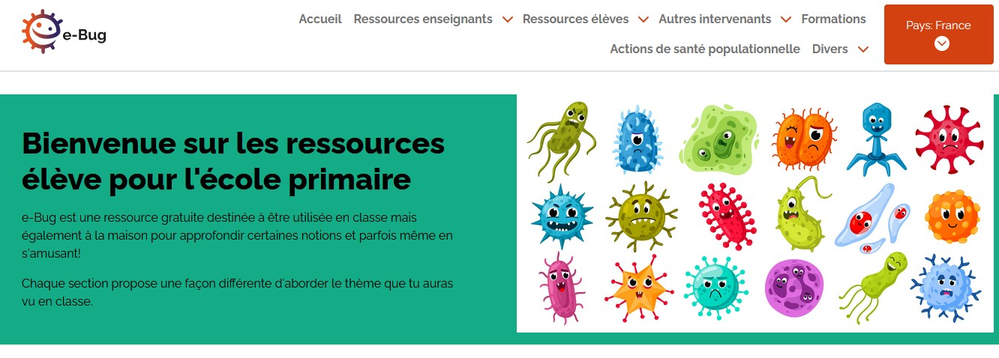 e-Bug
Accueil Ressources enseignants Ressources élèves Autres intervenants Formations
Actions de santé populationnelle Divers
Pays: France
Bienvenue sur les ressources
élève pour l'école primaire
e-Bug est une ressource gratuite destinée à être utilisée en classe mais
également à la maison pour approfondir certaines notions et parfois même en
s'amusant!
Chaque section propose une façon différente d'aborder le thème que tu auras
vu en classe.